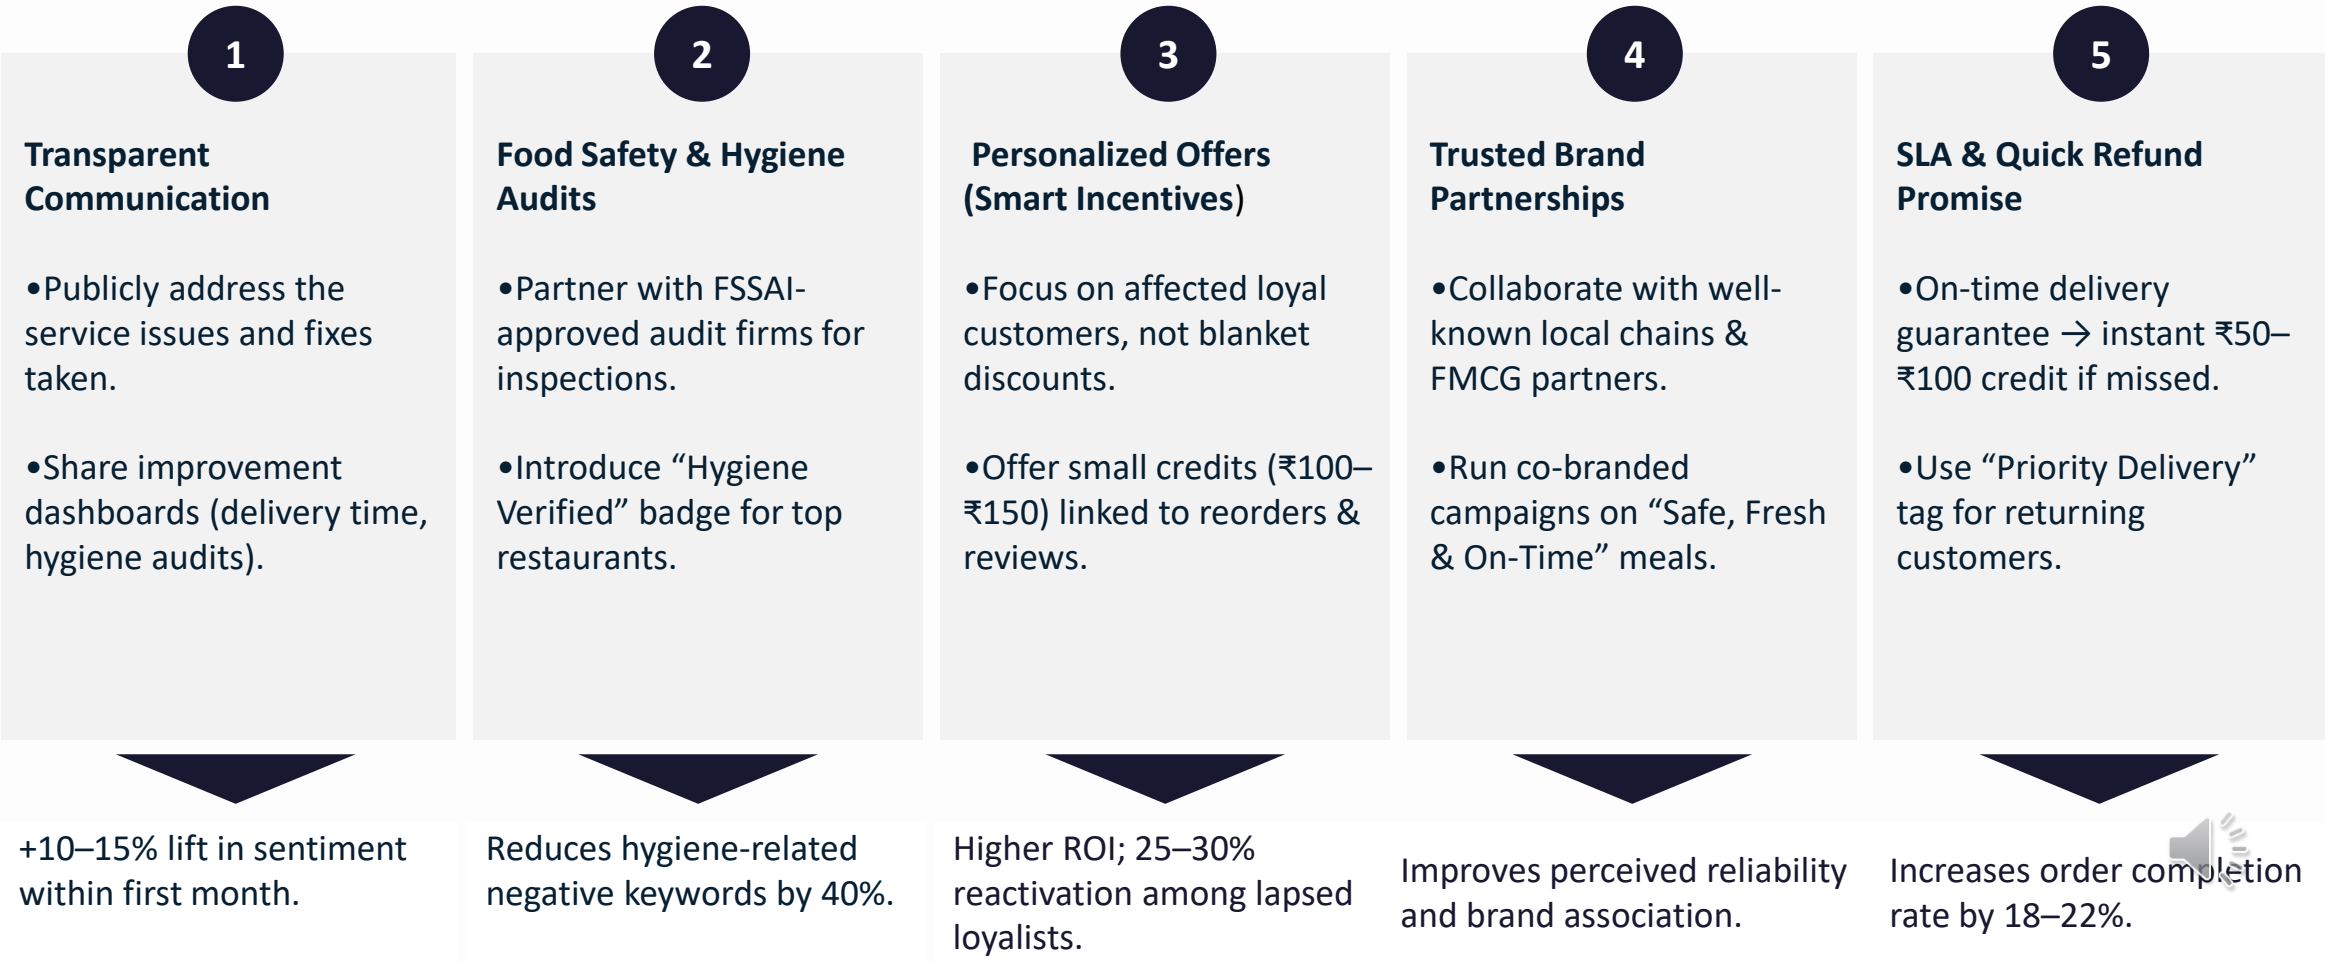 1
Transparent
Communication
•Publicly address the
service issues and fixes
taken.
•Share improvement
dashboards (delivery time,
hygiene audits).
+10–15% lift in sentiment
within first month.
2
Food Safety & Hygiene
Audits
•Partner with FSSAI-
approved audit firms for
inspections.
•Introduce “Hygiene
Verified” badge for top
restaurants.
Reduces hygiene-related
negative keywords by 40%.
3
Personalized Offers
(Smart Incentives)
•Focus on affected loyal
customers, not blanket
discounts.
•Offer small credits (₹100–
₹150) linked to reorders &
reviews.
Higher ROI; 25–30%
reactivation among lapsed
loyalists.
4
Trusted Brand
Partnerships
•Collaborate with well-
known local chains &
FMCG partners.
•Run co-branded
campaigns on “Safe, Fresh
& On-Time” meals.
Improves perceived reliability
and brand association.
5
SLA & Quick Refund
Promise
•On-time delivery
guarantee → instant ₹50–
₹100 credit if missed.
•Use “Priority Delivery”
tag for returning
customers.
Increases order completion
rate by 18–22%.